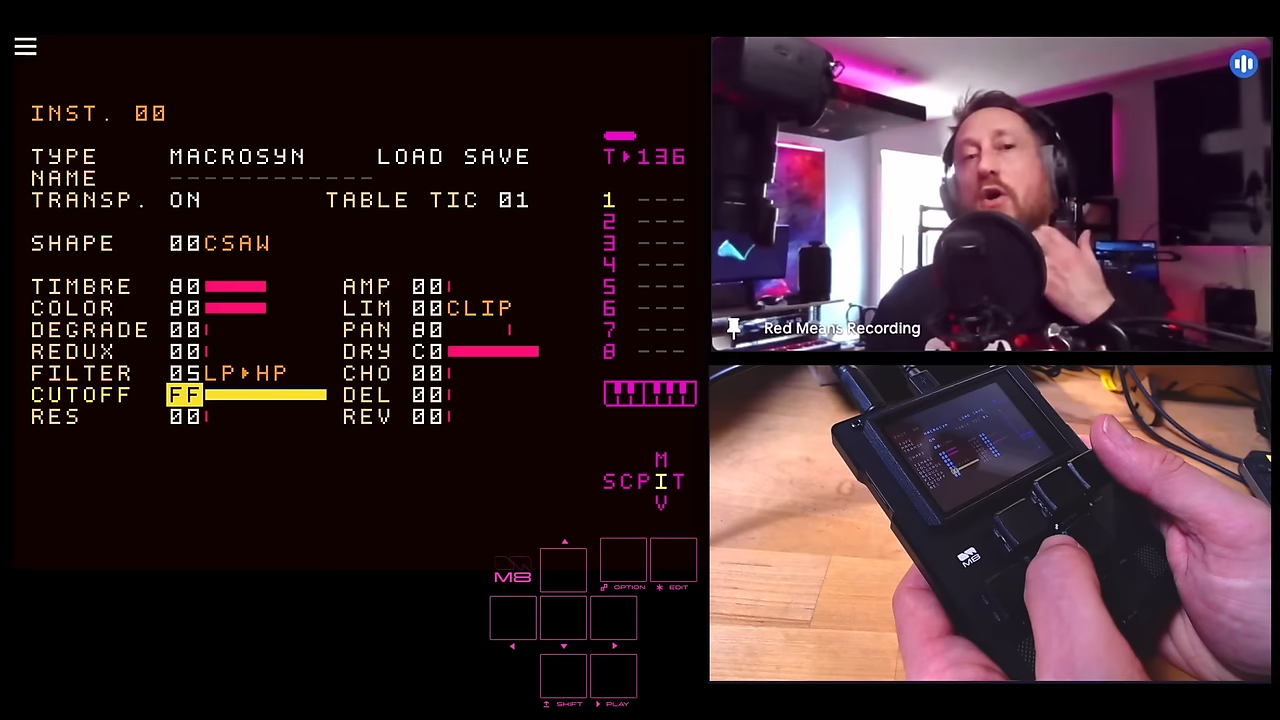 INST. 00
TYPE MACROSYN LOAD SAVE
NAME ------------
TRANSP. ON TABLE TIC 01
SHAPE 00CSAW
TIMBRE 80 AMP 00
COLOR 80 LIM 00CLIP
DEGRADE 00 PAN 80
REDUX 00 DRY C0
FILTER 05LP▸HP CHO 00
CUTOFF FF DEL 00
RES 00 REV 00
T▸136
1 ---
2 ---
3 ---
4 ---
5 ---
6 ---
7 ---
8 ---
M
SCPIT
V
M8
OPTION
EDIT
SHIFT
PLAY
Red Means Recording
M8